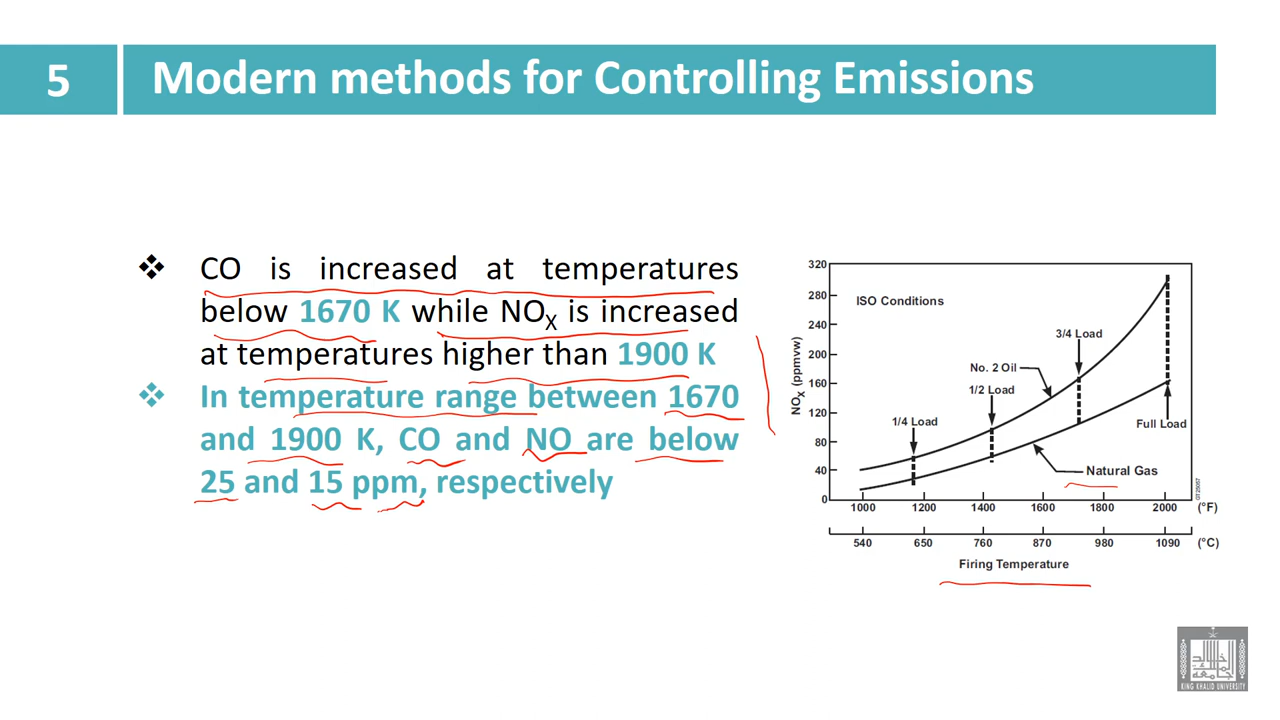 5
Modern methods for Controlling Emissions
❖ CO is increased at temperatures
below 1670 K while NOX is increased
at temperatures higher than 1900 K
❖ In temperature range between 1670
and 1900 K, CO and NO are below
25 and 15 ppm, respectively
320
280
240
200
160
120
80
40
0
NOX (ppmvw)
ISO Conditions
3/4 Load
No. 2 Oil
1/2 Load
1/4 Load
Full Load
Natural Gas
GT25057
1000 1200 1400 1600 1800 2000 (°F)
540 650 760 870 980 1090 (°C)
Firing Temperature
جامعة الملك خالد
KING KHALID UNIVERSITY